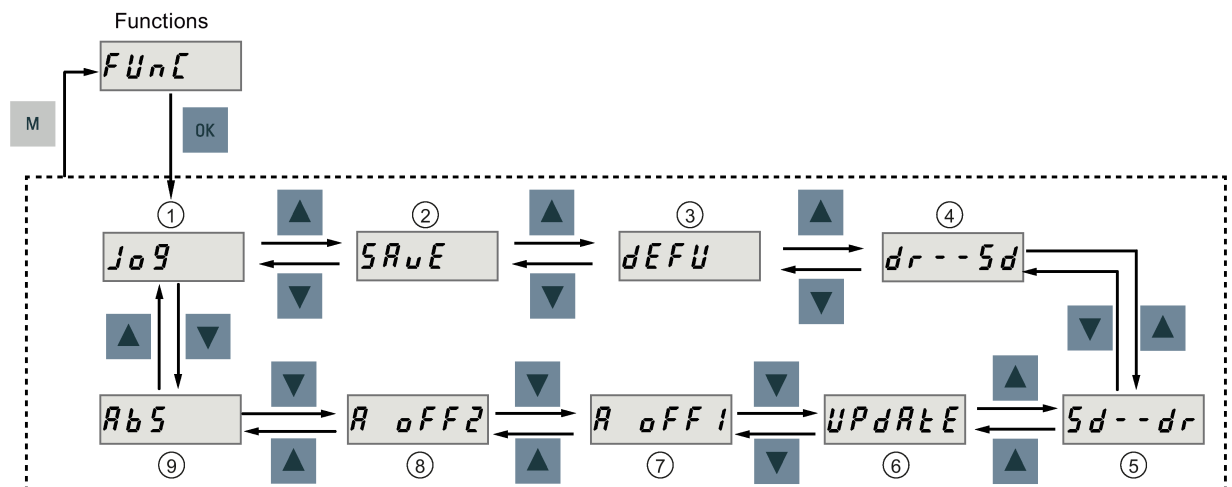 Functions
FUnC
M
OK
1
2
3
4
Jog
SAvE
dEFU
dr--Sd
AbS
A oFF2
A oFF1
UPdAtE
Sd--dr
9
8
7
6
5